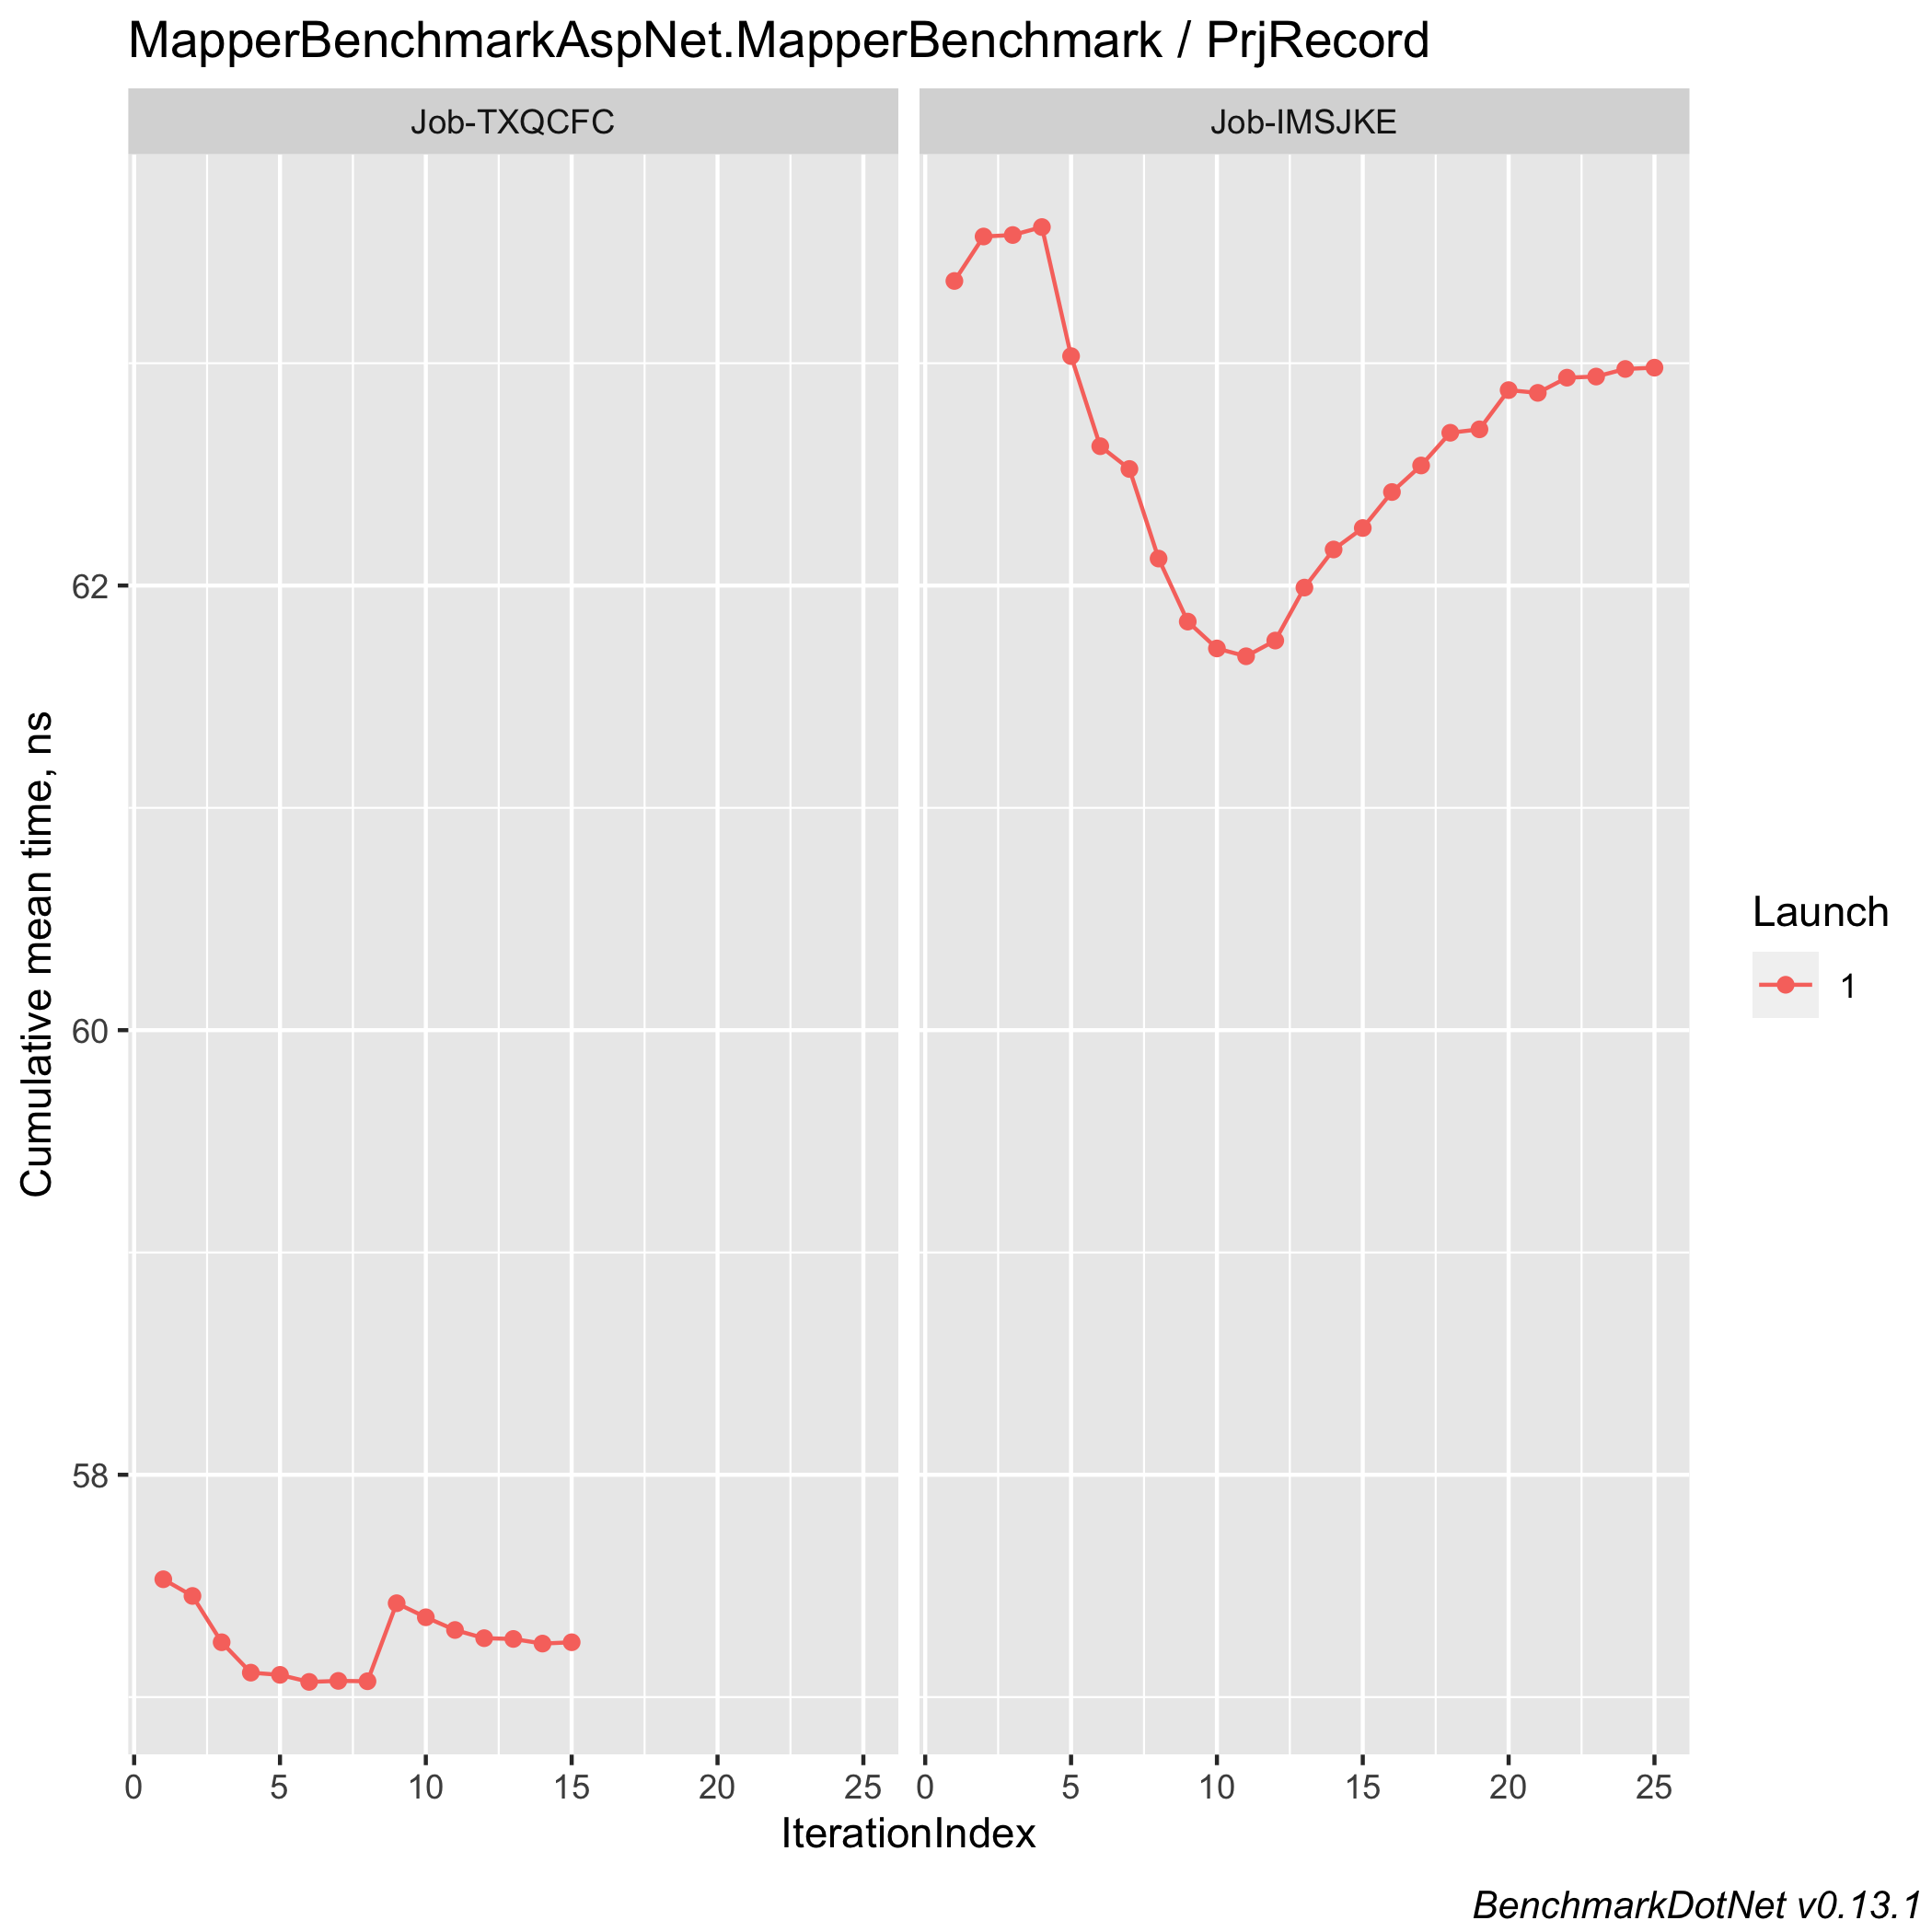 MapperBenchmarkAspNet.MapperBenchmark / PrjRecord
Job-TXQCFC
Job-IMSJKE
Cumulative mean time, ns
62
60
58
0 5 10 15 20 25
0 5 10 15 20 25
IterationIndex
Launch
1
BenchmarkDotNet v0.13.1